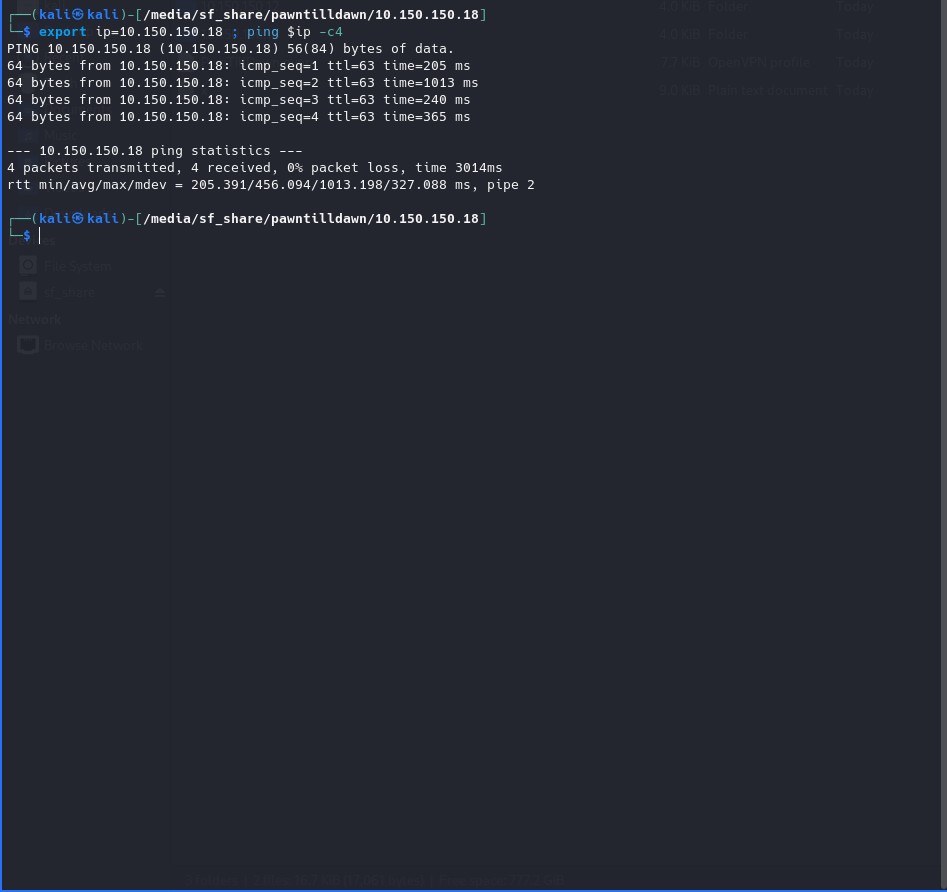 ┌──(kali㉿kali)-[/media/sf_share/pawntilldawn/10.150.150.18]
└─$ export ip=10.150.150.18 ; ping $ip -c4
PING 10.150.150.18 (10.150.150.18) 56(84) bytes of data.
64 bytes from 10.150.150.18: icmp_seq=1 ttl=63 time=205 ms
64 bytes from 10.150.150.18: icmp_seq=2 ttl=63 time=1013 ms
64 bytes from 10.150.150.18: icmp_seq=3 ttl=63 time=240 ms
64 bytes from 10.150.150.18: icmp_seq=4 ttl=63 time=365 ms
--- 10.150.150.18 ping statistics ---
4 packets transmitted, 4 received, 0% packet loss, time 3014ms
rtt min/avg/max/mdev = 205.391/456.094/1013.198/327.088 ms, pipe 2
┌──(kali㉿kali)-[/media/sf_share/pawntilldawn/10.150.150.18]
└─$
4.0 KiB Folder Today
4.0 KiB Folder Today
3.7 KiB OpenVPN profile Today
Plain text document Today
Music
File System
sf_share
Network
Browse Network